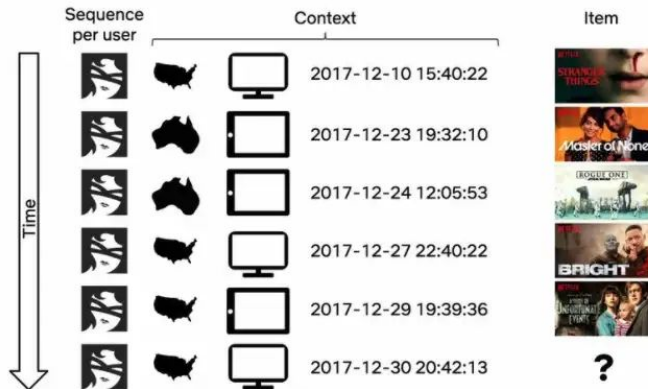 Sequence
per user
Context
Item
Time
2017-12-10 15:40:22
NETFLIX
STRANGER
THINGS
2017-12-23 19:32:10
Master of None
2017-12-24 12:05:53
ROGUE ONE
2017-12-27 22:40:22
BRIGHT
2017-12-29 19:39:36
NETFLIX
UNFORTUNATE
EVENTS
2017-12-30 20:42:13
?